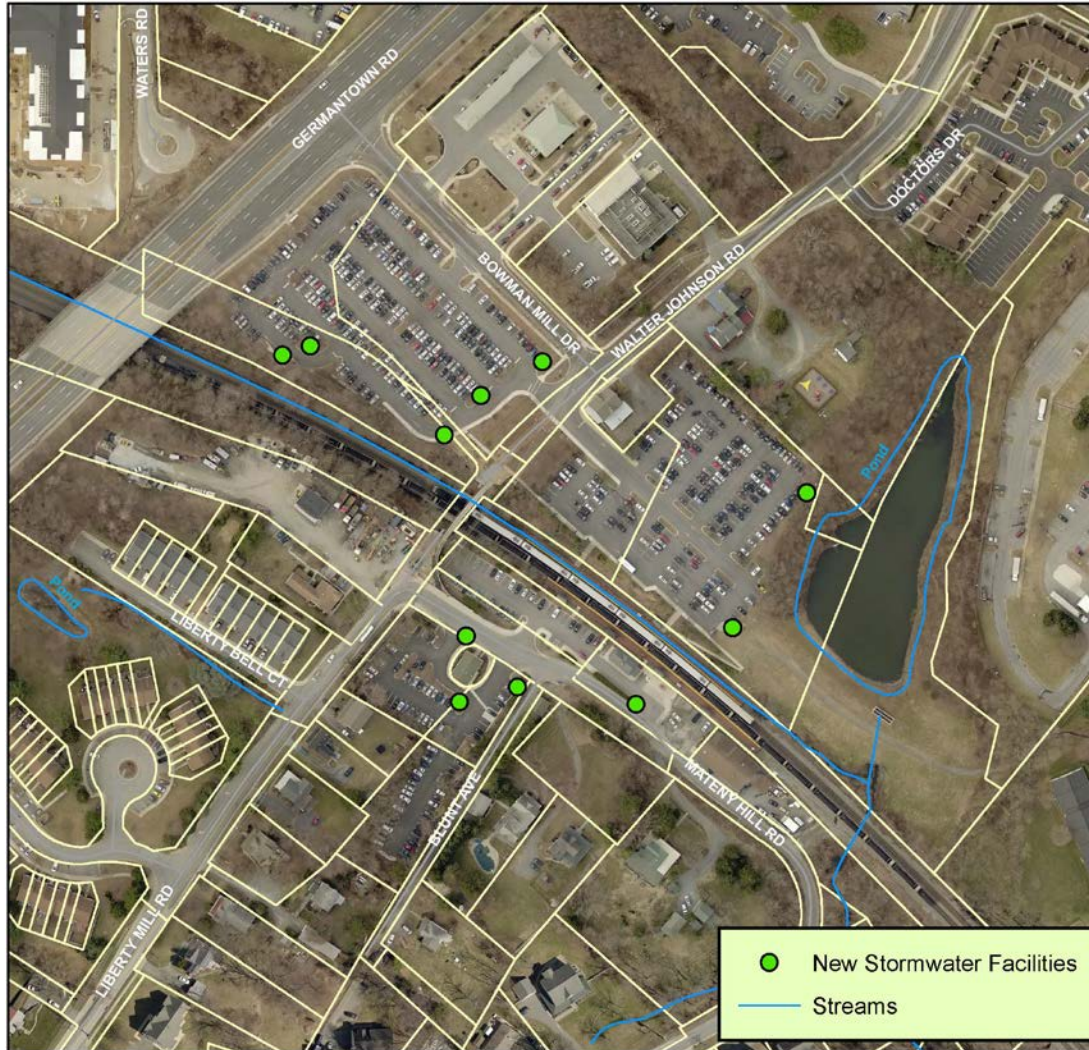 WATERS RD
GERMANTOWN RD
DOCTORS DR
BOWMAN MILL DR
WALTER JOHNSON RD
Pond
Pond
LIBERTY BELL CT
MATENY HILL RD
BLUNT AVE
LIBERTY MILL RD
New Stormwater Facilities
Streams